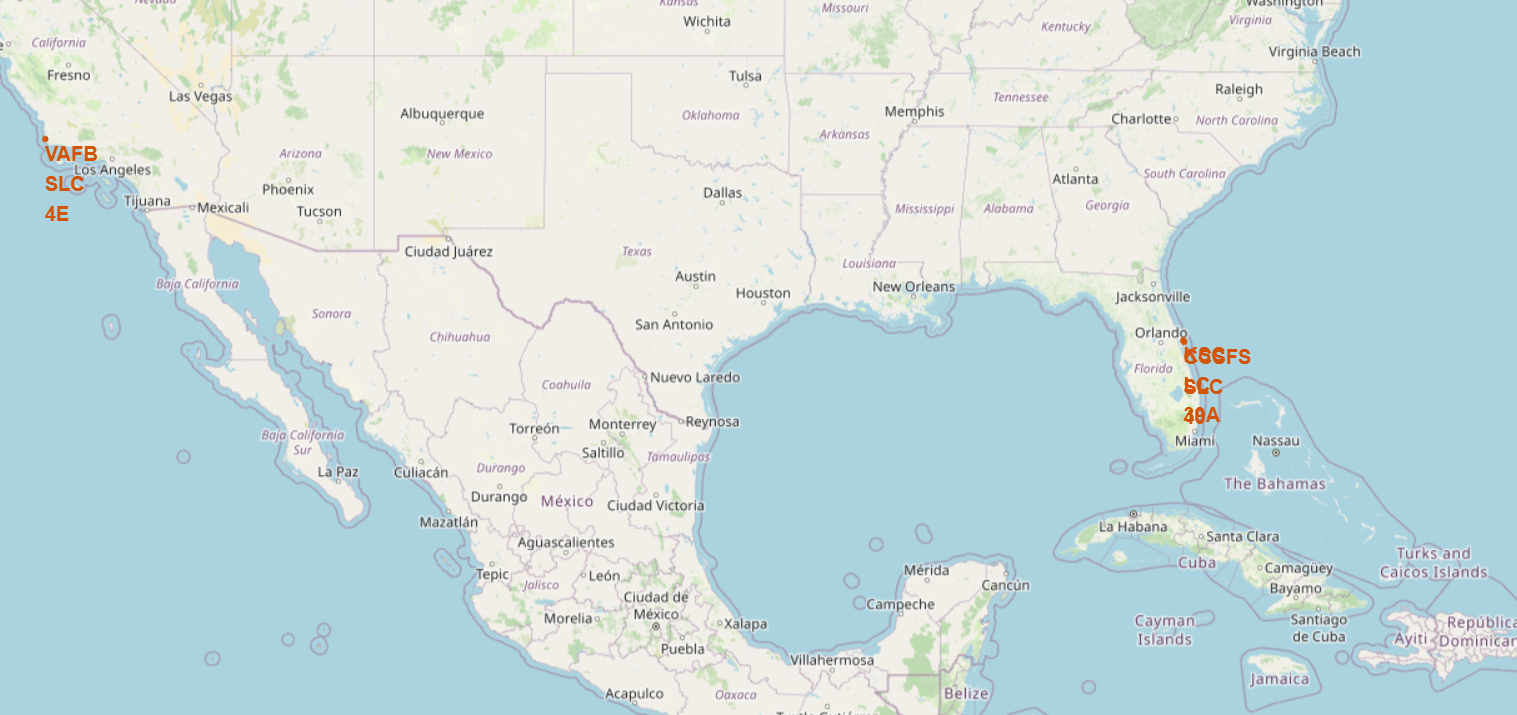 Nevada
Kansas
Missouri
Washington
California
Wichita
Kentucky
Virginia
Fresno
Virginia Beach
Las Vegas
Tulsa
Raleigh
Albuquerque
Oklahoma
Memphis
Tennessee
Charlotte
North Carolina
Arkansas
VAFB
SLC
4E
Los Angeles
Arizona
New Mexico
Phoenix
Dallas
Atlanta
South Carolina
Tijuana
Mexicali
Tucson
Mississippi
Alabama
Georgia
Ciudad Juárez
Texas
Louisiana
Baja California
Austin
Houston
New Orleans
Jacksonville
Sonora
Chihuahua
San Antonio
Orlando
Florida
CCSFS
SLC
40
KSC
LC
39A
Coahuila
Nuevo Laredo
Torreón
Monterrey
Reynosa
Baja California
Sur
Saltillo
Tamaulipas
Miami
Nassau
La Paz
Culiacán
Durango
Durango
México
Ciudad Victoria
The Bahamas
Mazatlán
La Habana
Santa Clara
Aguascalientes
Cuba
Camagüey
Turks and
Caicos Islands
Tepic
Jalisco
León
Mérida
Cancún
Bayamo
Ciudad de
México
Campeche
Morelia
Xalapa
Cayman
Islands
Santiago
de Cuba
Ayiti
República
Dominicana
Puebla
Villahermosa
Acapulco
Oaxaca
Belize
Jamaica